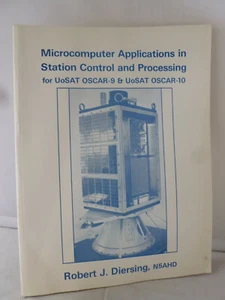 Microcomputer Applications in
Station Control and Processing
for UoSAT OSCAR-9 & UoSAT OSCAR-10
Robert J. Diersing, N5AHD